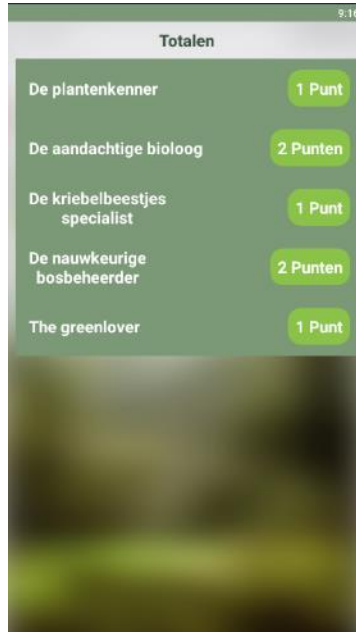 9:16
Totalen
De plantenkenner
1 Punt
De aandachtige bioloog
2 Punten
De kriebelbeestjes
specialist
1 Punt
De nauwkeurige
bosbeheerder
2 Punten
The greenlover
1 Punt